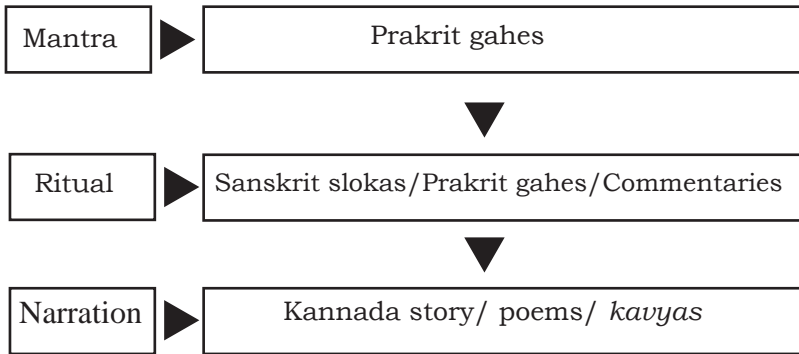 Mantra
Prakrit gahes
Ritual
Sanskrit slokas/Prakrit gahes/Commentaries
Narration
Kannada story/ poems/ kavyas